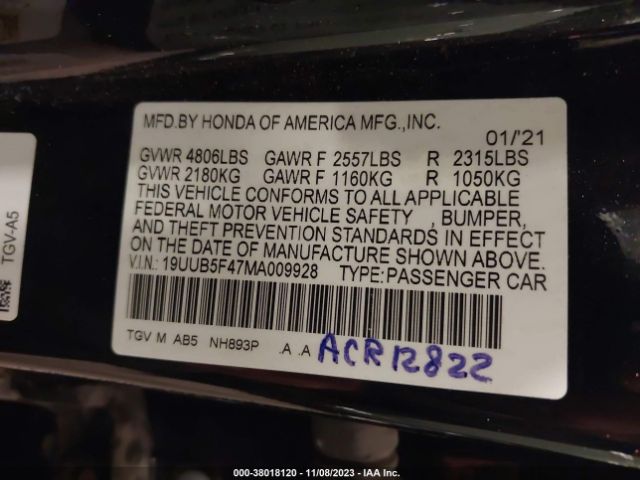 MFD.BY HONDA OF AMERICA MFG.,INC.
01/'21
GVWR 4806LBS GAWR F 2557LBS R 2315LBS
GVWR 2180KG GAWR F 1160KG R 1050KG
THIS VEHICLE CONFORMS TO ALL APPLICABLE
FEDERAL MOTOR VEHICLE SAFETY , BUMPER,
AND THEFT PREVENTION STANDARDS IN EFFECT
ON THE DATE OF MANUFACTURE SHOWN ABOVE.
V.I.N.: 19UUB5F47MA009928 TYPE:PASSENGER CAR
TGV M AB5 NH893P .A .A ACR12822
TGV-A5
000-38018120 - 11/08/2023 - IAA Inc.